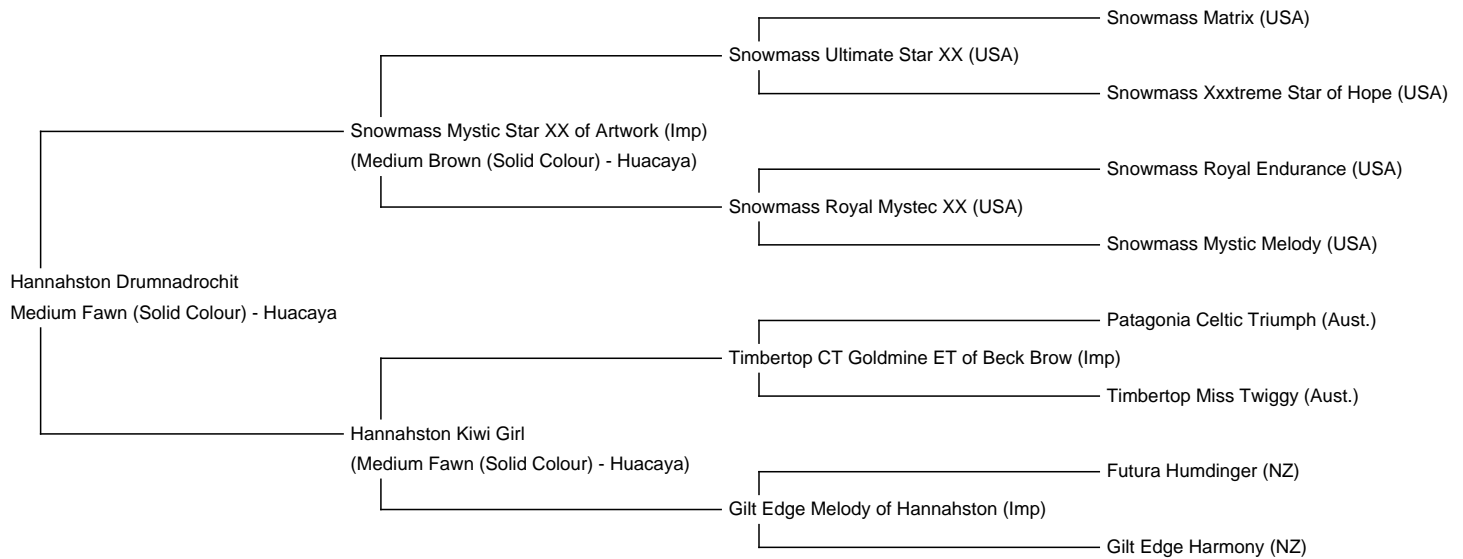 Snowmass Matrix (USA)
Snowmass Ultimate Star XX (USA)
Snowmass Xxxtreme Star of Hope (USA)
Snowmass Mystic Star XX of Artwork (Imp)
(Medium Brown (Solid Colour) - Huacaya)
Snowmass Royal Endurance (USA)
Snowmass Royal Mystec XX (USA)
Snowmass Mystic Melody (USA)
Hannahston Drumnadrochit
Medium Fawn (Solid Colour) - Huacaya
Patagonia Celtic Triumph (Aust.)
Timbertop CT Goldmine ET of Beck Brow (Imp)
Timbertop Miss Twiggy (Aust.)
Hannahston Kiwi Girl
(Medium Fawn (Solid Colour) - Huacaya)
Futura Humdinger (NZ)
Gilt Edge Melody of Hannahston (Imp)
Gilt Edge Harmony (NZ)